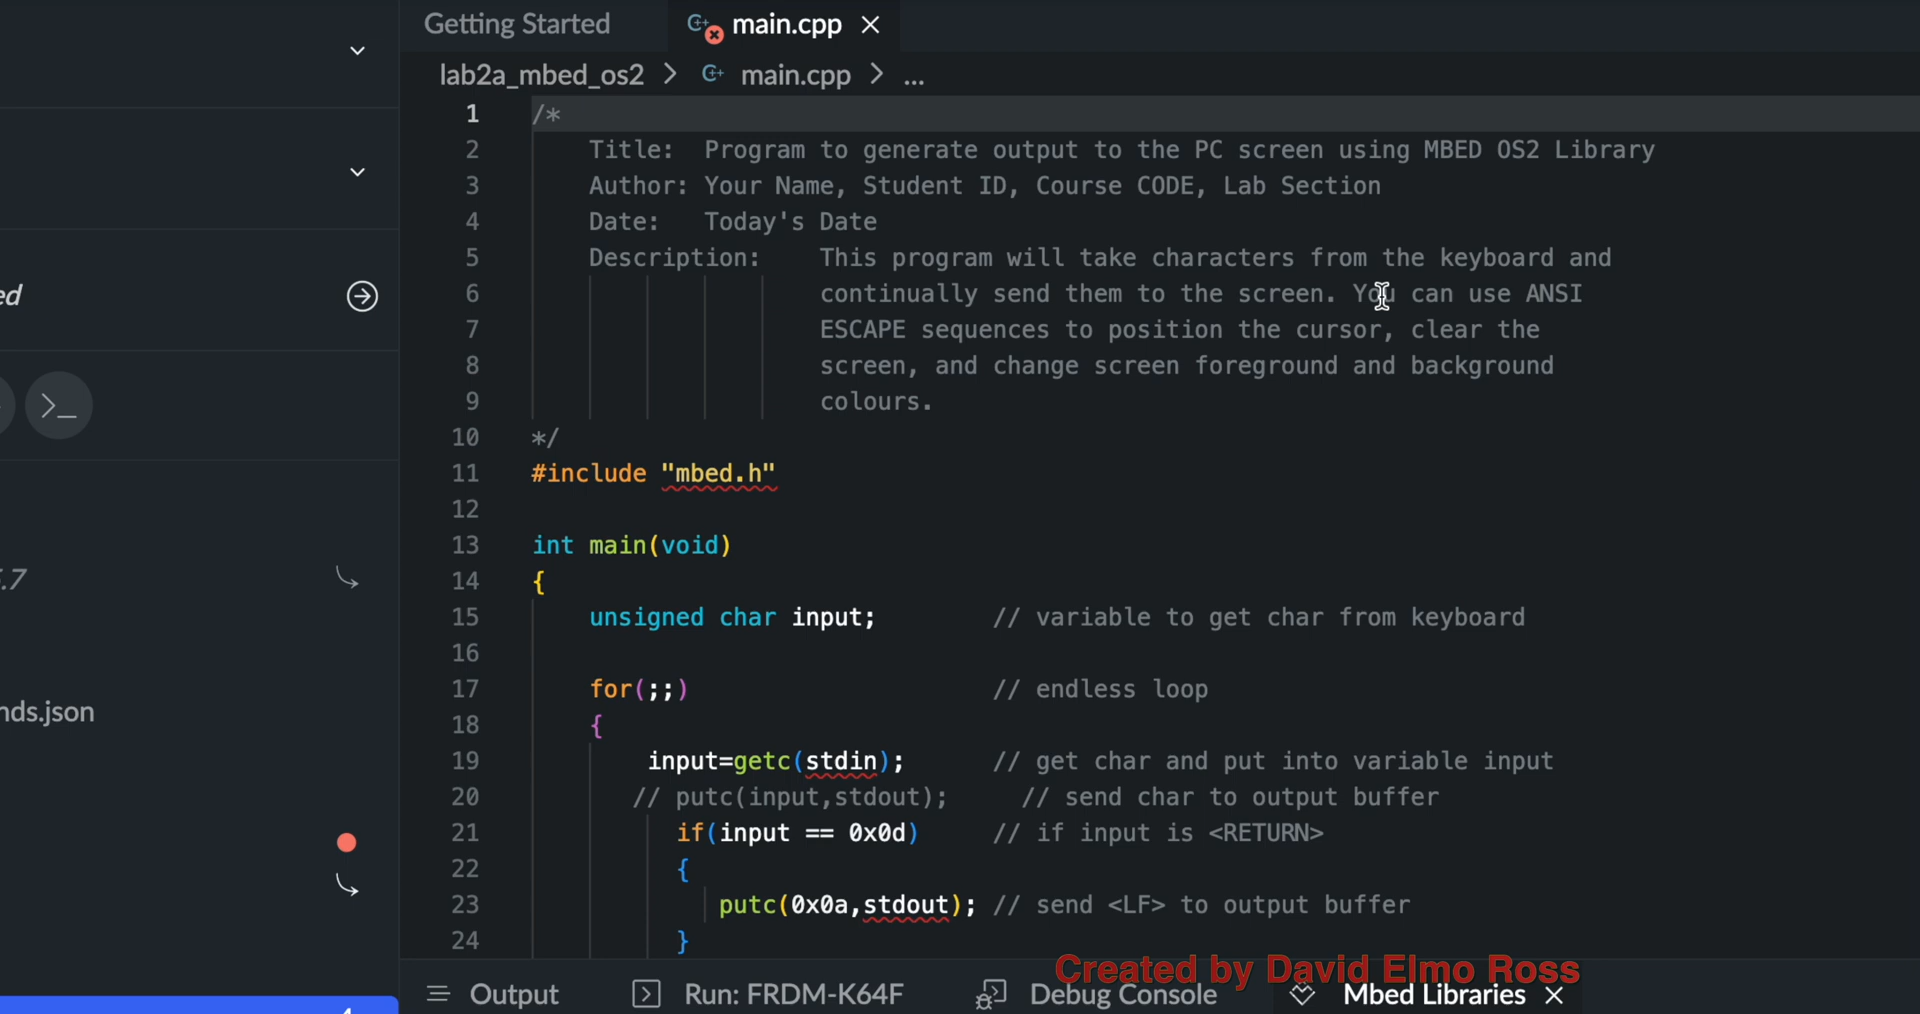 Getting Started
main.cpp
lab2a_mbed_os2 > main.cpp > ...
1 /*
2 Title: Program to generate output to the PC screen using MBED OS2 Library
3 Author: Your Name, Student ID, Course CODE, Lab Section
4 Date: Today's Date
5 Description: This program will take characters from the keyboard and
6 continually send them to the screen. You can use ANSI
7 ESCAPE sequences to position the cursor, clear the
8 screen, and change screen foreground and background
9 colours.
10 */
11 #include "mbed.h"
12
13 int main(void)
14 {
15 unsigned char input; // variable to get char from keyboard
16
17 for(;;) // endless loop
18 {
19 input=getc(stdin); // get char and put into variable input
20 // putc(input,stdout); // send char to output buffer
21 if(input == 0x0d) // if input is <RETURN>
22 {
23 putc(0x0a,stdout); // send <LF> to output buffer
24 }
ed
>_
.7
nds.json
Created by David Elmo Ross
Output
Run: FRDM-K64F
Debug Console
Mbed Libraries